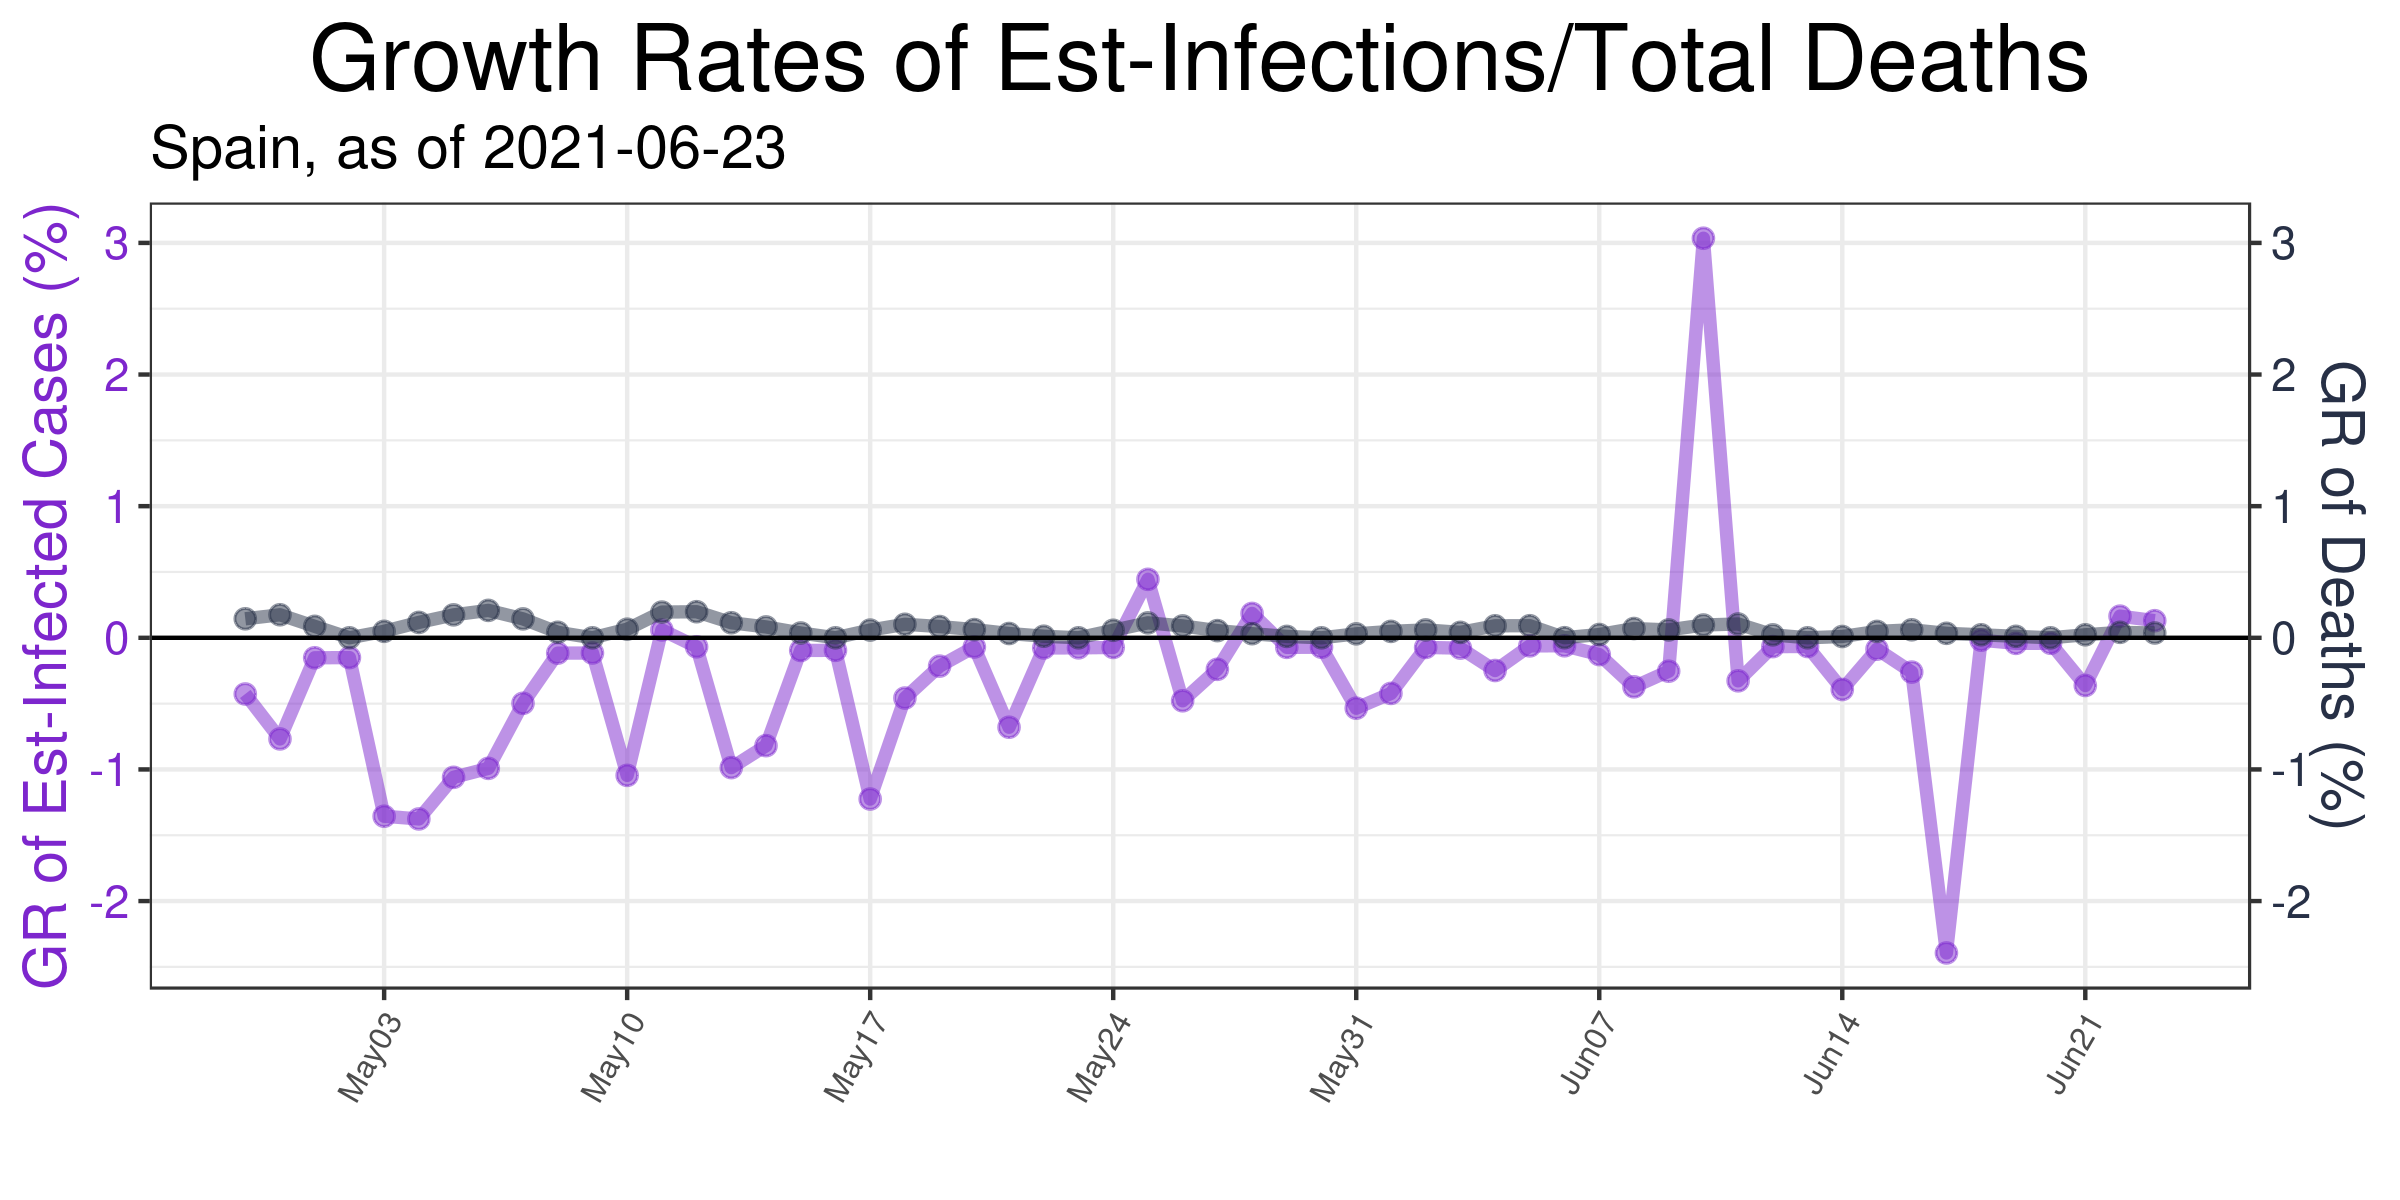 Growth Rates of Est-Infections/Total Deaths
Spain, as of 2021-06-23
GR of Est-Infected Cases (%)
3
2
1
0
-1
-2
3
2
1
0
-1
-2
GR of Deaths (%)
May03
May10
May17
May24
May31
Jun07
Jun14
Jun21